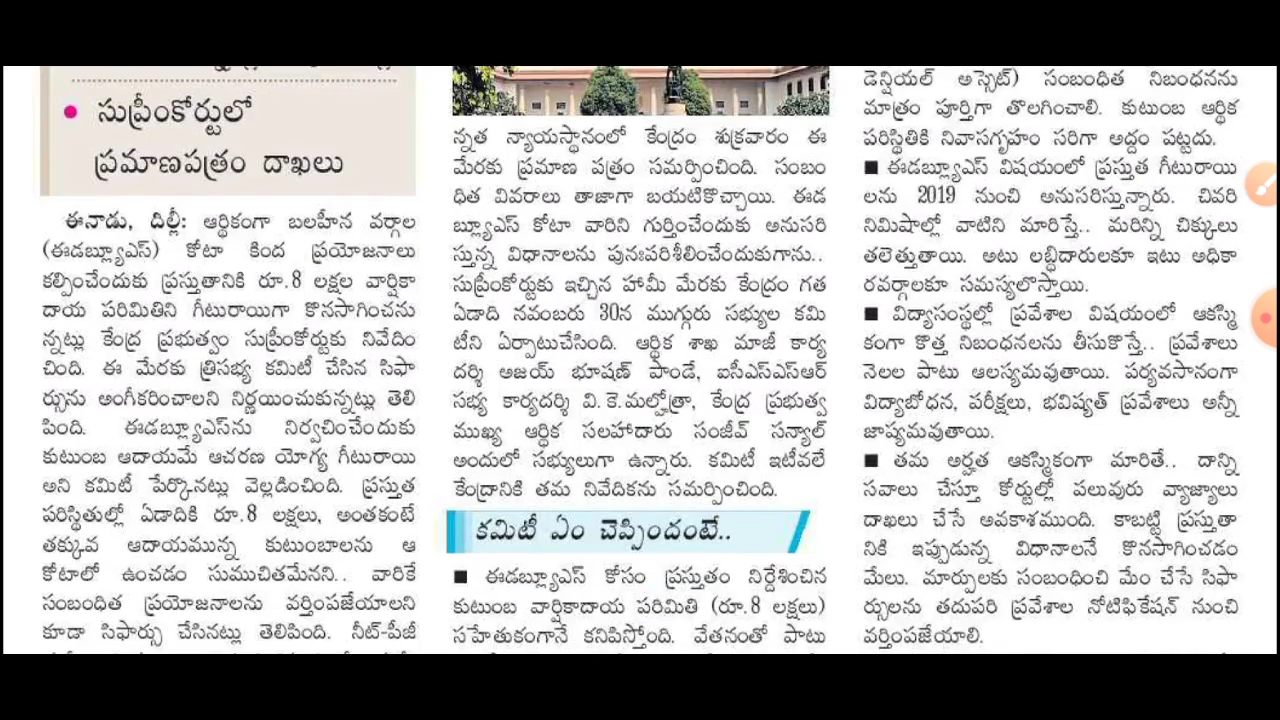 సుప్రీంకోర్టులో
ప్రమాణపత్రం దాఖలు
ఈనాడు, దిల్లీ: ఆర్థికంగా బలహీన వర్గాల
(ఈడబ్ల్యూఎస్) కోటా కింద ప్రయోజనాలు
కల్పించేందుకు ప్రస్తుతానికి రూ.8 లక్షల వార్షికా
దాయ పరిమితిని గీటురాయిగా కొనసాగించను
న్నట్లు కేంద్ర ప్రభుత్వం సుప్రీంకోర్టుకు నివేదిం
చింది. ఈ మేరకు త్రిసభ్య కమిటీ చేసిన సిఫా
ర్సును అంగీకరించాలని నిర్ణయించుకున్నట్లు తెలి
పింది. ఈడబ్ల్యూఎస్‌ను నిర్వచించేందుకు
కుటుంబ ఆదాయమే ఆచరణ యోగ్య గీటురాయి
అని కమిటీ పేర్కొనట్లు వెల్లడించింది. ప్రస్తుత
పరిస్థితుల్లో ఏడాదికి రూ.8 లక్షలు, అంతకంటే
తక్కువ ఆదాయమున్న కుటుంబాలను ఆ
కోటాలో ఉంచడం సుముచితమేనని.. వారికే
సంబంధిత ప్రయోజనాలను వర్తింపజేయాలని
కూడా సిఫార్సు చేసినట్లు తెలిపింది. నీట్-పీజీ
న్నత న్యాయస్థానంలో కేంద్రం శుక్రవారం ఈ
మేరకు ప్రమాణ పత్రం సమర్పించింది. సంబం
ధిత వివరాలు తాజాగా బయటికొచ్చాయి. ఈడ
బ్ల్యూఎస్ కోటా వారిని గుర్తించేందుకు అనుసరి
స్తున్న విధానాలను పునఃపరిశీలించేందుకుగాను..
సుప్రీంకోర్టుకు ఇచ్చిన హామీ మేరకు కేంద్రం గత
ఏడాది నవంబరు 30న ముగ్గురు సభ్యుల కమి
టీని ఏర్పాటుచేసింది. ఆర్థిక శాఖ మాజీ కార్య
దర్శి అజయ్ భూషణ్ పాండే, ఐసీఎస్ఎస్ఆర్
సభ్య కార్యదర్శి వి.కె.మల్హోత్రా, కేంద్ర ప్రభుత్వ
ముఖ్య ఆర్థిక సలహాదారు సంజీవ్ సన్యాల్
అందులో సభ్యులుగా ఉన్నారు. కమిటీ ఇటీవలే
కేంద్రానికి తమ నివేదికను సమర్పించింది.
కమిటీ ఏం చెప్పిందంటే..
■ ఈడబ్ల్యూఎస్ కోసం ప్రస్తుతం నిర్దేశించిన
కుటుంబ వార్షికాదాయ పరిమితి (రూ.8 లక్షలు)
సహేతుకంగానే కనిపిస్తోంది. వేతనంతో పాటు
డెన్షియల్ అస్సెట్) సంబంధిత నిబంధనను
మాత్రం పూర్తిగా తొలగించాలి. కుటుంబ ఆర్థిక
పరిస్థితికి నివాసగృహం సరిగా అద్దం పట్టదు.
■ ఈడబ్ల్యూఎస్ విషయంలో ప్రస్తుత గీటురాయి
లను 2019 నుంచి అనుసరిస్తున్నారు. చివరి
నిమిషాల్లో వాటిని మారిస్తే.. మరిన్ని చిక్కులు
తలెత్తుతాయి. అటు లబ్ధిదారులకూ ఇటు అధికా
రవర్గాలకూ సమస్యలొస్తాయి.
■ విద్యాసంస్థల్లో ప్రవేశాల విషయంలో ఆకస్మి
కంగా కొత్త నిబంధనలను తీసుకొస్తే.. ప్రవేశాలు
నెలల పాటు ఆలస్యమవుతాయి. పర్యవసానంగా
విద్యాబోధన, పరీక్షలు, భవిష్యత్ ప్రవేశాలు అన్నీ
జాప్యమవుతాయి.
■ తమ అర్హత ఆకస్మికంగా మారితే.. దాన్ని
సవాలు చేస్తూ కోర్టుల్లో పలువురు వ్యాజ్యాలు
దాఖలు చేసే అవకాశముంది. కాబట్టి ప్రస్తుతా
నికి ఇప్పుడున్న విధానాలనే కొనసాగించడం
మేలు. మార్పులకు సంబంధించి మేం చేసే సిఫా
ర్సులను తదుపరి ప్రవేశాల నోటిఫికేషన్ నుంచి
వర్తింపజేయాలి.